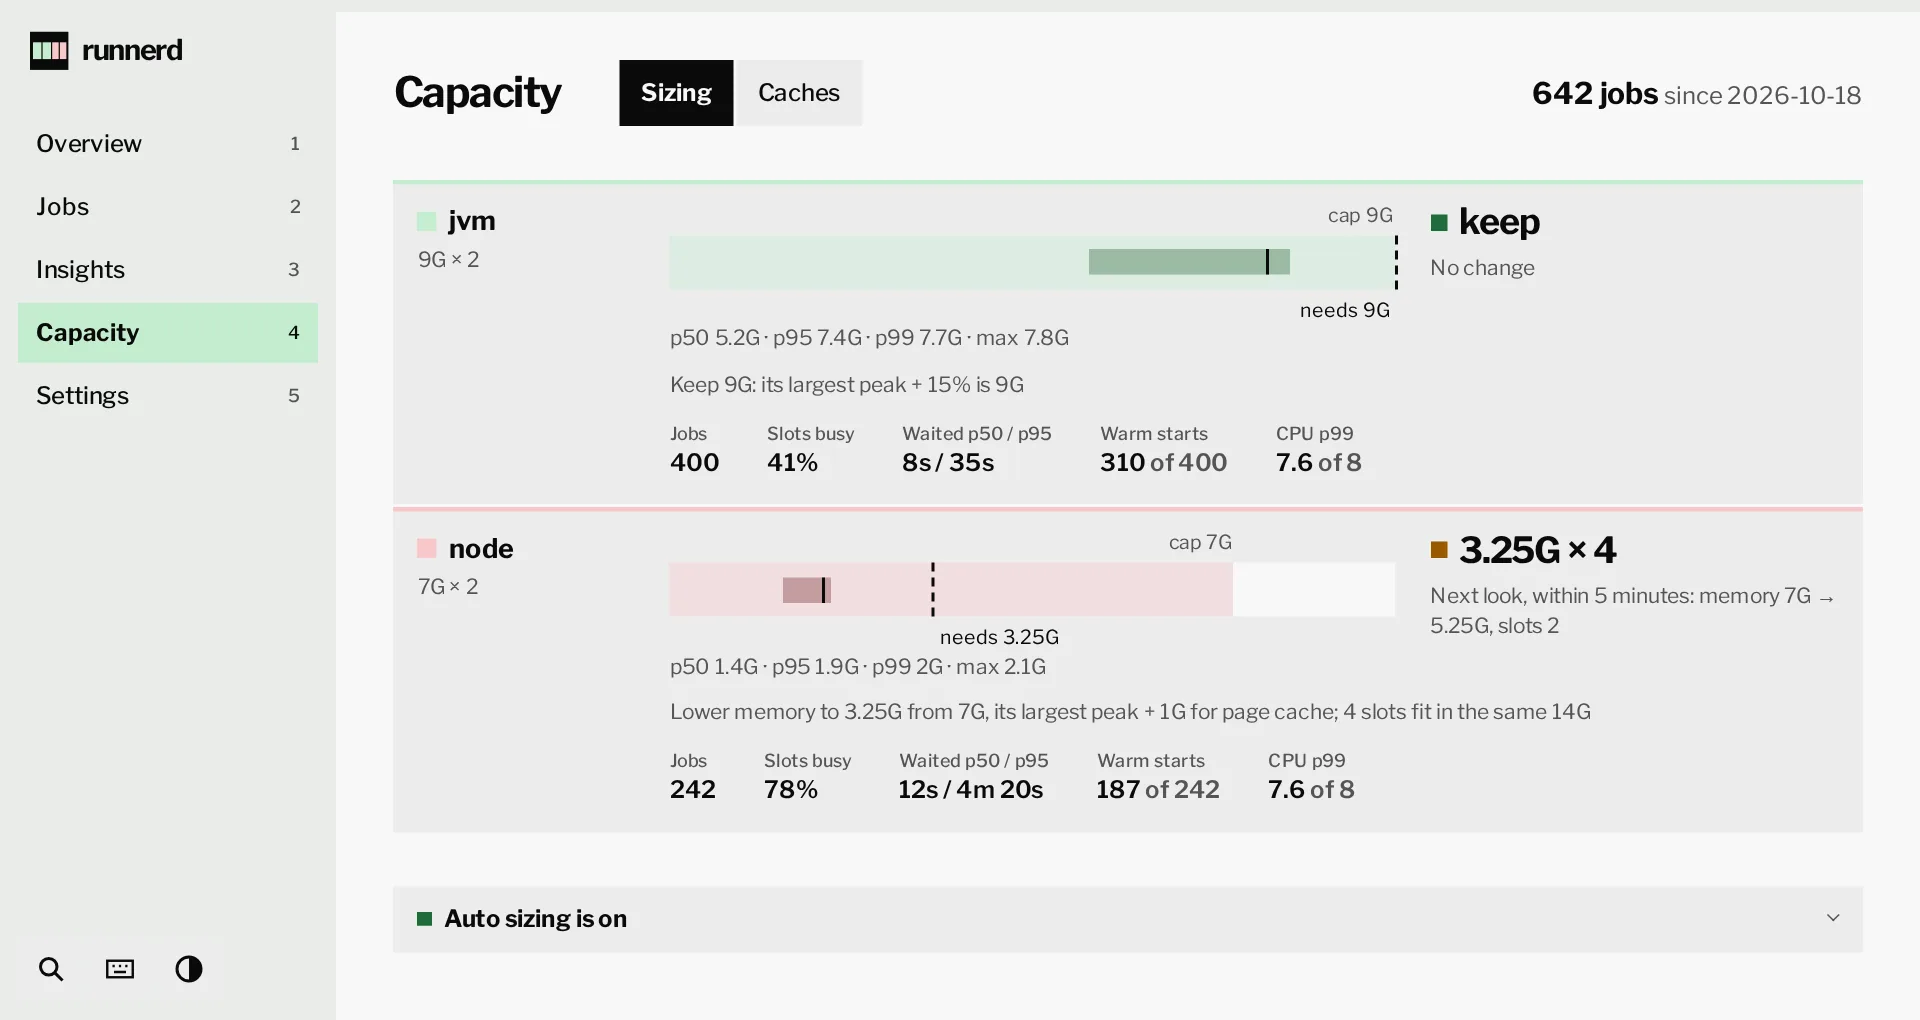 runnerd
Overview 1
Jobs 2
Insights 3
Capacity 4
Settings 5
Capacity
Sizing
Caches
642 jobs since 2026-10-18
jvm
9G × 2
cap 9G
needs 9G
p50 5.2G · p95 7.4G · p99 7.7G · max 7.8G
Keep 9G: its largest peak + 15% is 9G
Jobs Slots busy Waited p50 / p95 Warm starts CPU p99
400 41% 8s / 35s 310 of 400 7.6 of 8
keep
No change
node
7G × 2
cap 7G
needs 3.25G
p50 1.4G · p95 1.9G · p99 2G · max 2.1G
Lower memory to 3.25G from 7G, its largest peak + 1G for page cache; 4 slots fit in the same 14G
Jobs Slots busy Waited p50 / p95 Warm starts CPU p99
242 78% 12s / 4m 20s 187 of 242 7.6 of 8
3.25G × 4
Next look, within 5 minutes: memory 7G →
5.25G, slots 2
Auto sizing is on